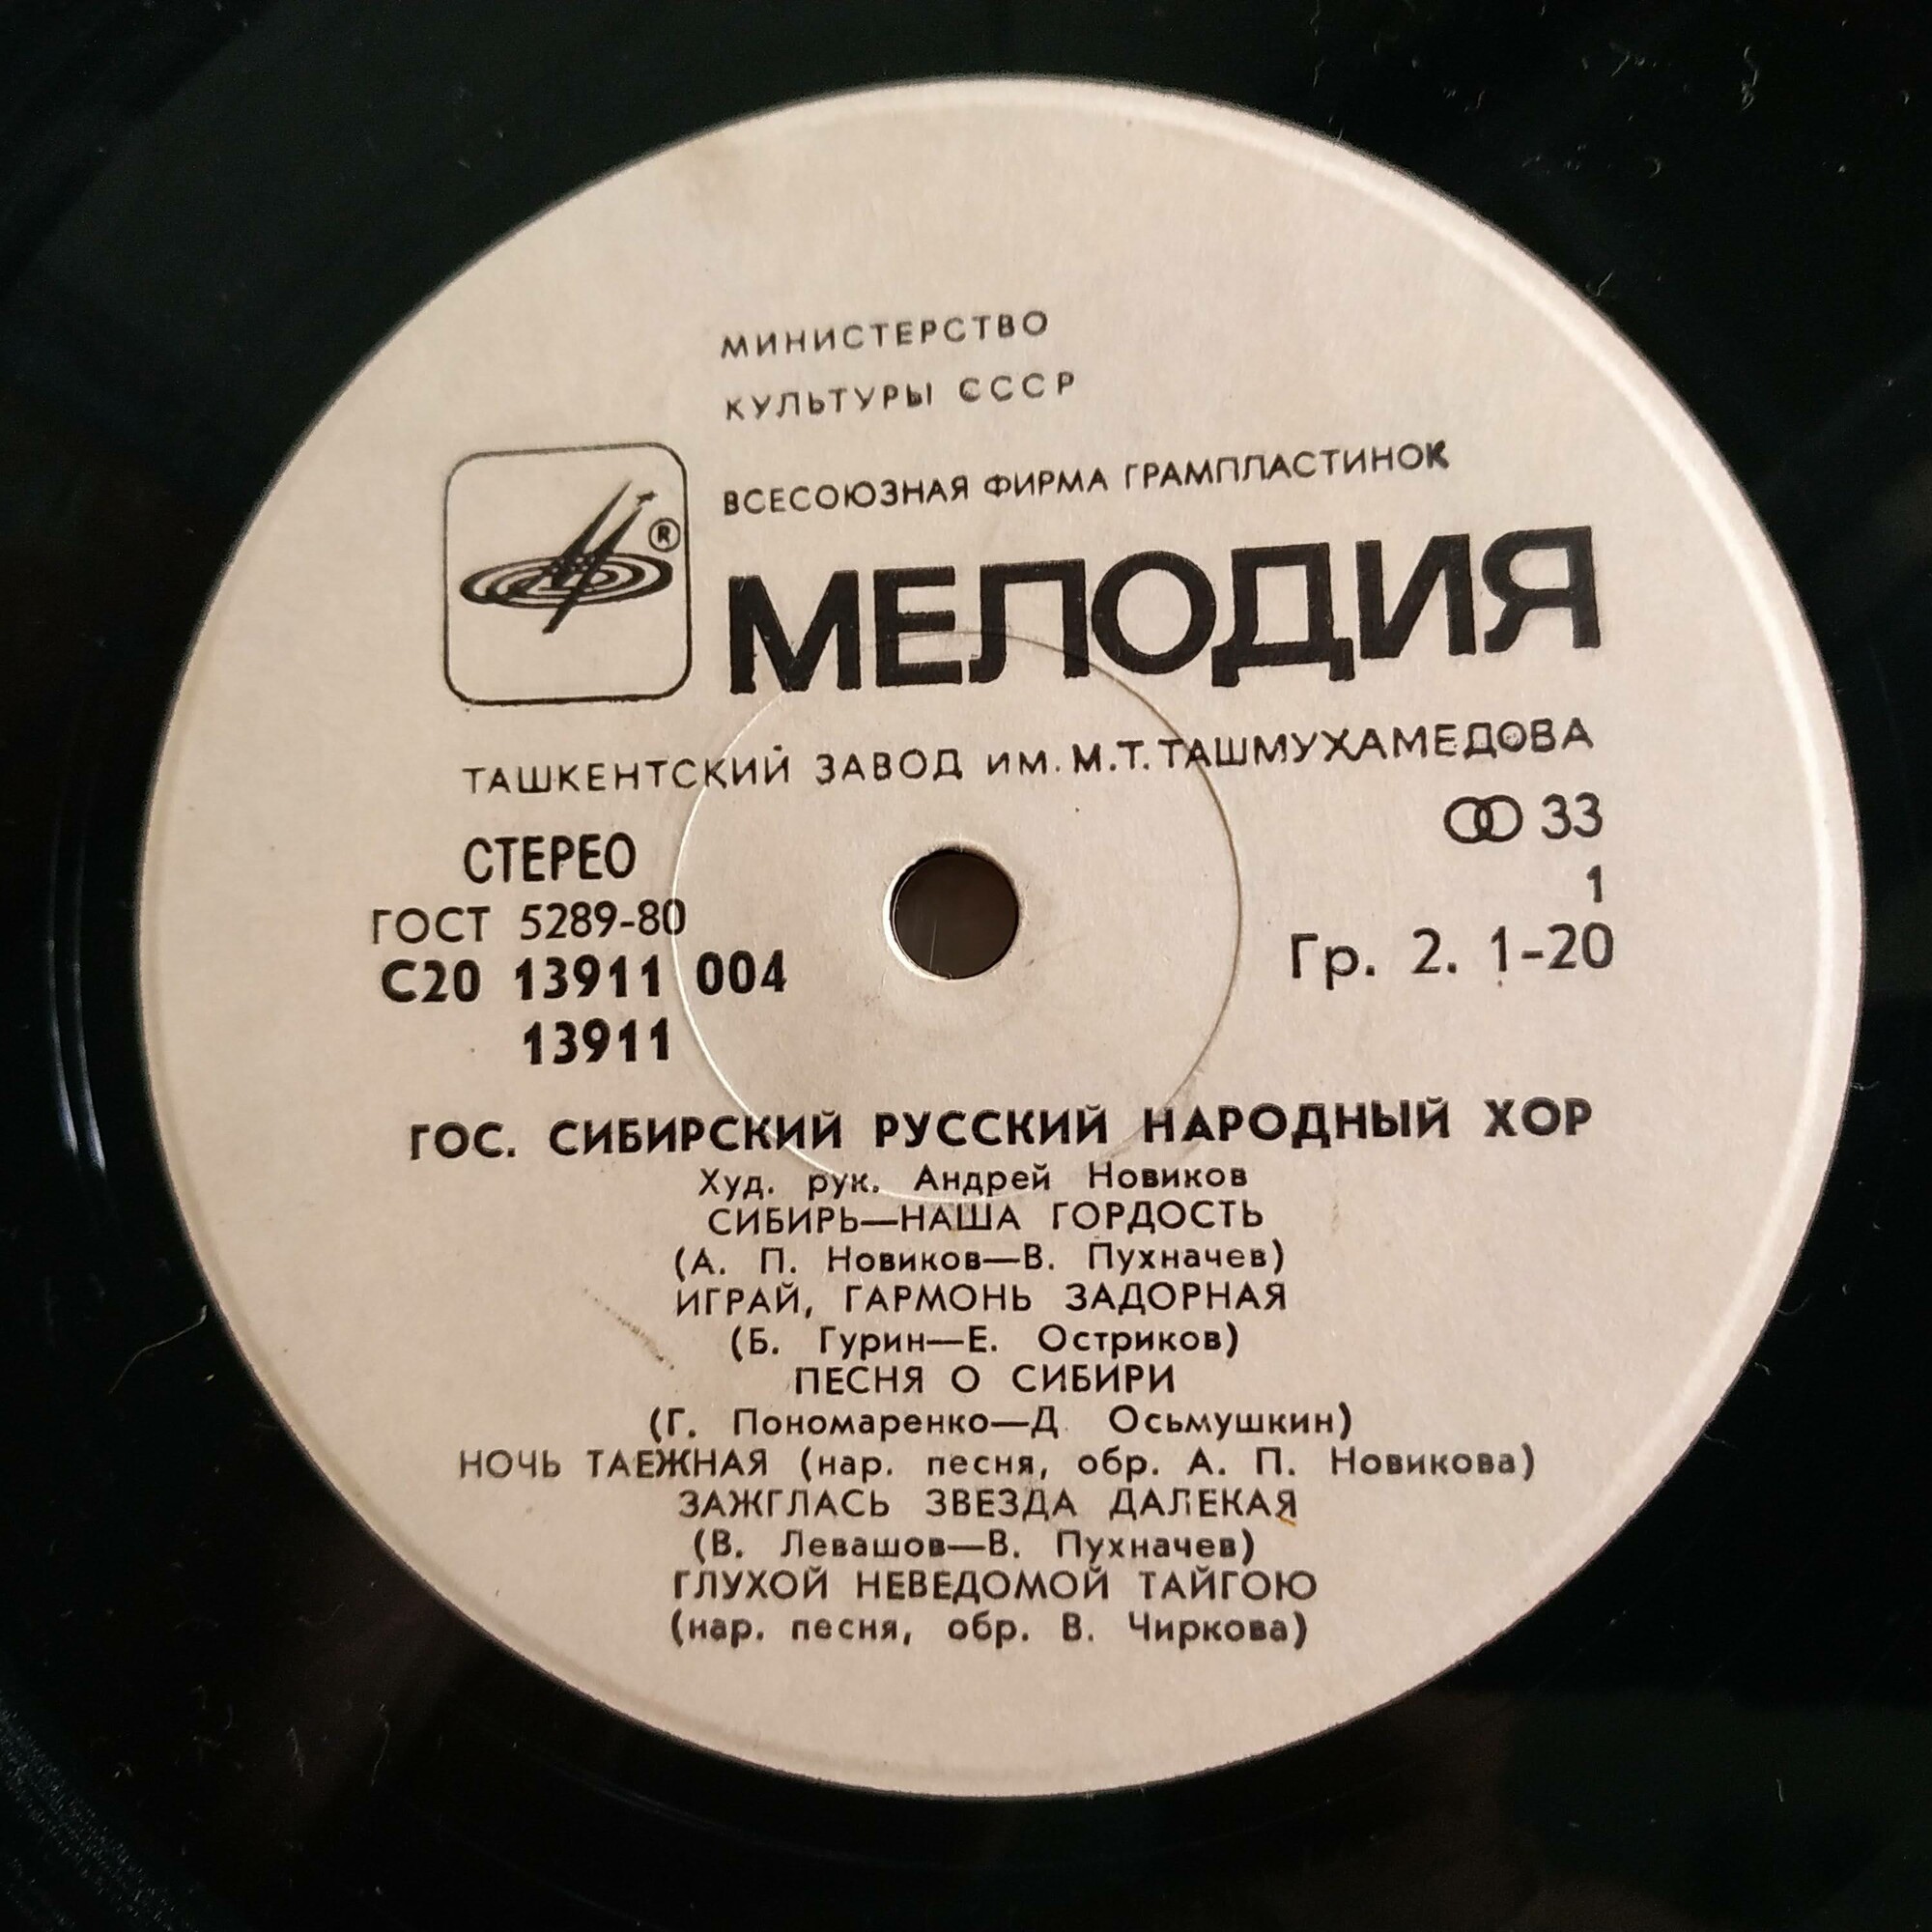 МИНИСТЕРСТВО
КУЛЬТУРЫ СССР
ВСЕСОЮЗНАЯ ФИРМА ГРАМПЛАСТИНОК
®
МЕЛОДИЯ
ТАШКЕНТСКИЙ ЗАВОД им. М.Т. ТАШМУХАМЕДОВА
СТЕРЕО
33
ГОСТ 5289-80
1
С20 13911 004
Гр. 2. 1-20
13911
ГОС. СИБИРСКИЙ РУССКИЙ НАРОДНЫЙ ХОР
Худ. рук. Андрей Новиков
СИБИРЬ—НАША ГОРДОСТЬ
(А. П. Новиков—В. Пухначев)
ИГРАЙ, ГАРМОНЬ ЗАДОРНАЯ
(Б. Гурин—Е. Остриков)
ПЕСНЯ О СИБИРИ
(Г. Пономаренко—Д. Осьмушкин)
НОЧЬ ТАЕЖНАЯ (нар. песня, обр. А. П. Новикова)
ЗАЖГЛАСЬ ЗВЕЗДА ДАЛЕКАЯ
(В. Левашов—В. Пухначев)
ГЛУХОЙ НЕВЕДОМОЙ ТАЙГОЮ
(нар. песня, обр. В. Чиркова)